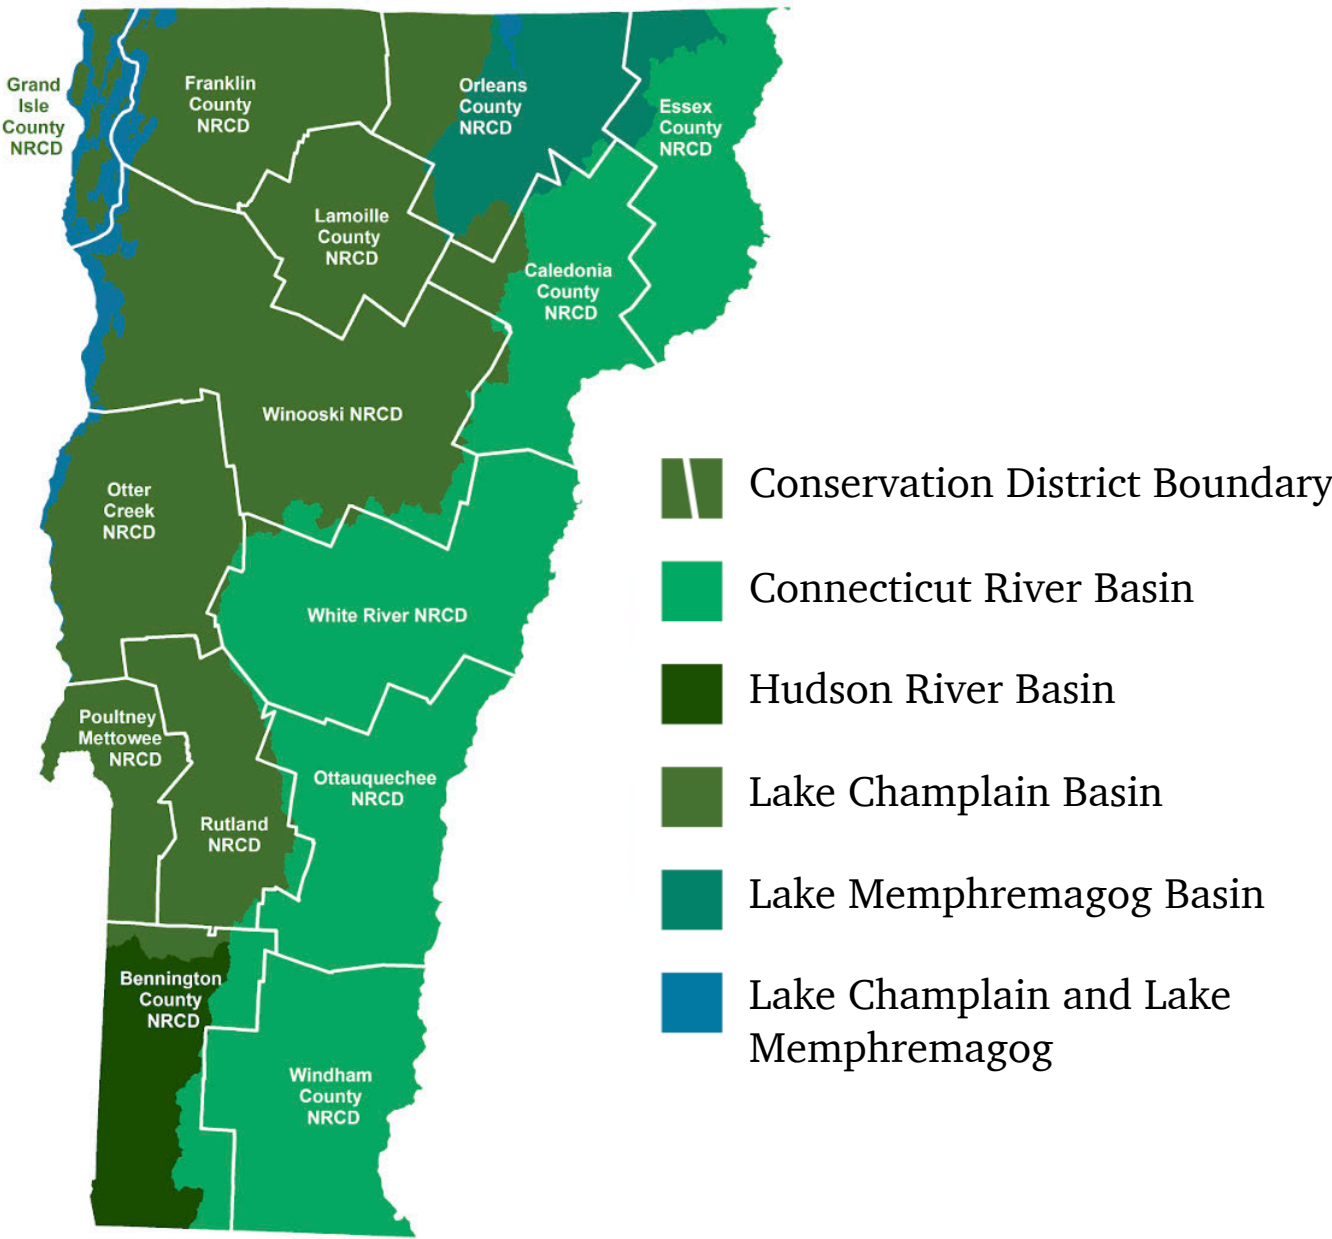 Grand
Isle
County
NRCD
Franklin
County
NRCD
Orleans
County
NRCD
Essex
County
NRCD
Lamoille
County
NRCD
Caledonia
County
NRCD
Winooski NRCD
Otter
Creek
NRCD
White River NRCD
Poultney
Mettowee
NRCD
Ottauquechee
NRCD
Rutland
NRCD
Bennington
County
NRCD
Windham
County
NRCD
Conservation District Boundary
Connecticut River Basin
Hudson River Basin
Lake Champlain Basin
Lake Memphremagog Basin
Lake Champlain and Lake
Memphremagog